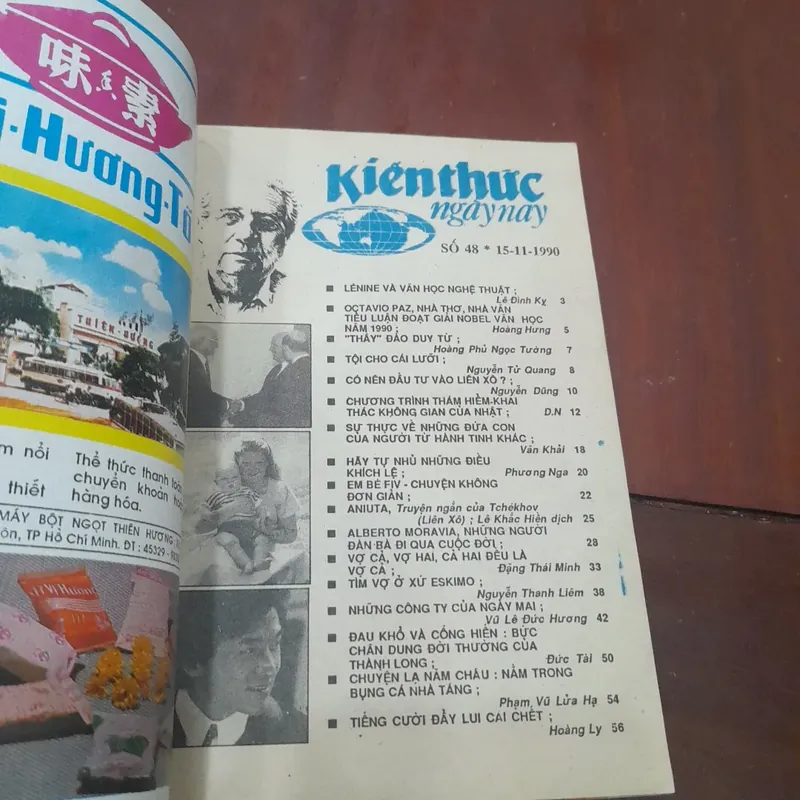 味 素
Hương-T
THIÊN HƯƠNG
m nổi
thiết
Thể thức thanh toán
chuyển khoản
hàng hóa.
MÁY BỘT NGỌT THIÊN HƯƠNG
ôn, TP Hồ Chí Minh. ĐT : 45329
Vị Hương
Kiến thức
ngày nay
SỐ 48 * 15-11-1990
■ LÉNINE VÀ VĂN HỌC NGHỆ THUẬT ;
Lê Đình Kỵ 3
■ OCTAVIO PAZ, NHÀ THƠ, NHÀ VĂN
TIỂU LUẬN ĐOẠT GIẢI NOBEL VĂN HỌC
NĂM 1990 ; Hoàng Hưng 5
■ "THẦY" ĐÀO DUY TỪ ;
Hoàng Phủ Ngọc Tường 7
■ TỘI CHO CÁI LƯỠI ;
Nguyễn Tử Quang 8
■ CÓ NÊN ĐẦU TƯ VÀO LIÊN XÔ ? ;
Nguyễn Dũng 10
■ CHƯƠNG TRÌNH THÁM HIỂM-KHAI
THÁC KHÔNG GIAN CỦA NHẬT ; D.N 12
■ SỰ THỰC VỀ NHỮNG ĐỨA CON
CỦA NGƯỜI TỪ HÀNH TINH KHÁC ;
Văn Khải 18
■ HÃY TỰ NHỦ NHỮNG ĐIỀU
KHÍCH LỆ ; Phương Nga 20
■ EM BÉ FIV - CHUYỆN KHÔNG
ĐƠN GIẢN ; 22
■ ANIUTA, Truyện ngắn của Tchékhov
(Liên Xô) ; Lê Khắc Hiền dịch 25
■ ALBERTO MORAVIA, NHỮNG NGƯỜI
ĐÀN BÀ ĐI QUA CUỘC ĐỜI ; 28
■ VỢ CẢ, VỢ HAI, CẢ HAI ĐỀU LÀ
VỢ CẢ ; Đặng Thái Minh 33
■ TÌM VỢ Ở XỨ ESKIMO ;
Nguyễn Thanh Liêm 38
■ NHỮNG CÔNG TY CỦA NGÀY MAI ;
Vũ Lê Đức Hương 42
■ ĐAU KHỔ VÀ CỐNG HIẾN : BỨC
CHÂN DUNG ĐỜI THƯỜNG CỦA
THÀNH LONG ; Đức Tài 50
■ CHUYỆN LẠ NĂM CHÂU : NẰM TRONG
BỤNG CÁ NHÀ TÁNG ;
Phạm Vũ Lửa Hạ 54
■ TIẾNG CƯỜI ĐẨY LUI CÁI CHẾT ;
Hoàng Ly 56